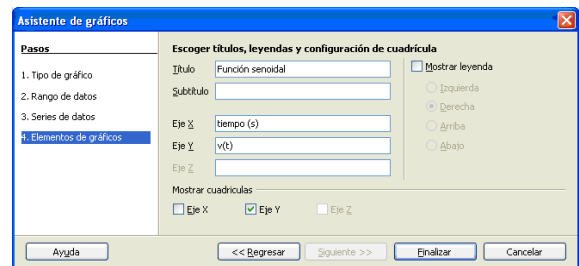 Asistente de gráficos
Pasos
1. Tipo de gráfico
2. Rango de datos
3. Series de datos
4. Elementos de gráficos
Escoger títulos, leyendas y configuración de cuadrícula
Título Función senoidal
Subtítulo
Eje X tiempo (s)
Eje Y v(t)
Eje Z
Mostrar leyenda
Izquierda
Derecha
Arriba
Abajo
Mostrar cuadriculas
Eje X Eje Y Eje Z
Ayuda << Regresar Siguiente >> Finalizar Cancelar